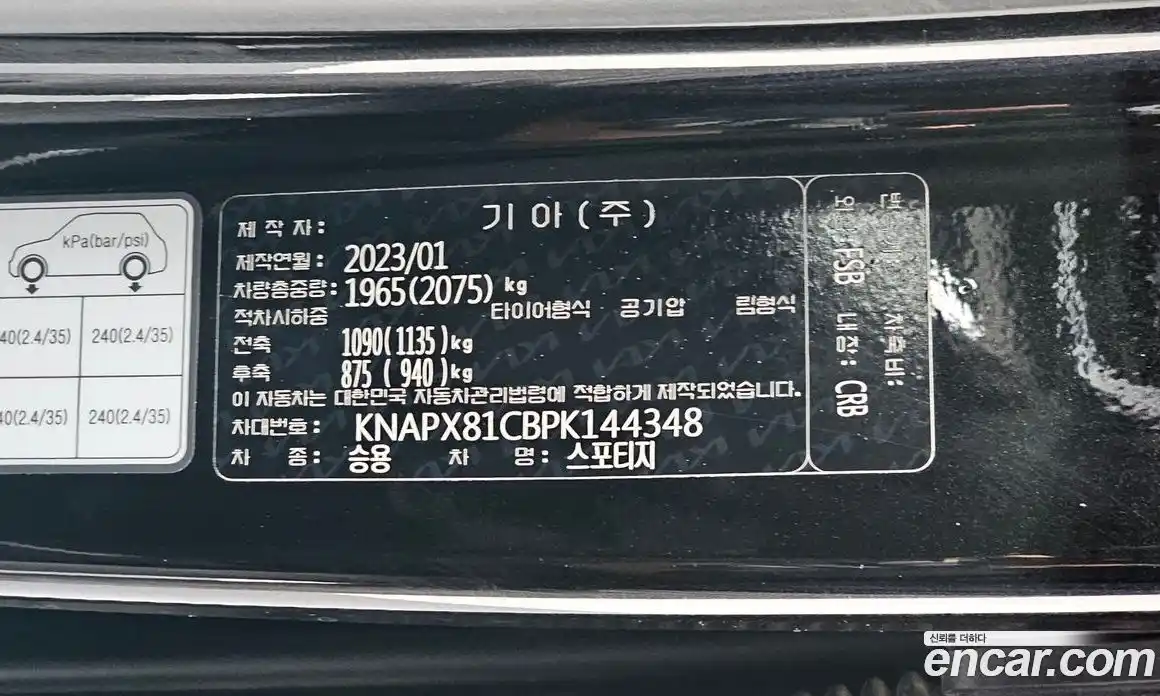 kPa(bar/psi)
40(2.4/35) 240(2.4/35)
40(2.4/35) 240(2.4/35)
제 작 자: 기아(주)
제작연월: 2023/01
차량총중량: 1965(2075) kg
적차시하중 타이어형식 공기압 림형식
전축 1090(1135)kg
후축 875 (940)kg
이 자동차는 대한민국 자동차관리법령에 적합하게 제작되었습니다.
차대번호: KNAPX81CBPK144348
차 종: 승용 차 명: 스포티지
FSB 내장: CRB
신뢰를 더하다
encar.com